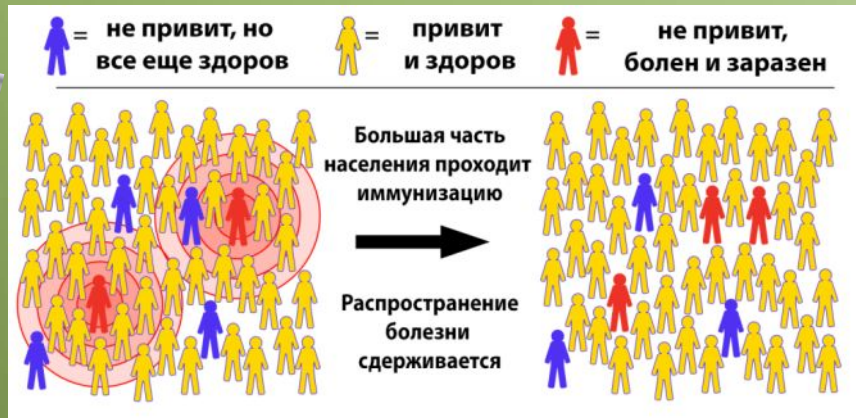 = не привит, но
все еще здоров
= привит
и здоров
= не привит,
болен и заразен
Большая часть
населения проходит
иммунизацию
Распространение
болезни
сдерживается